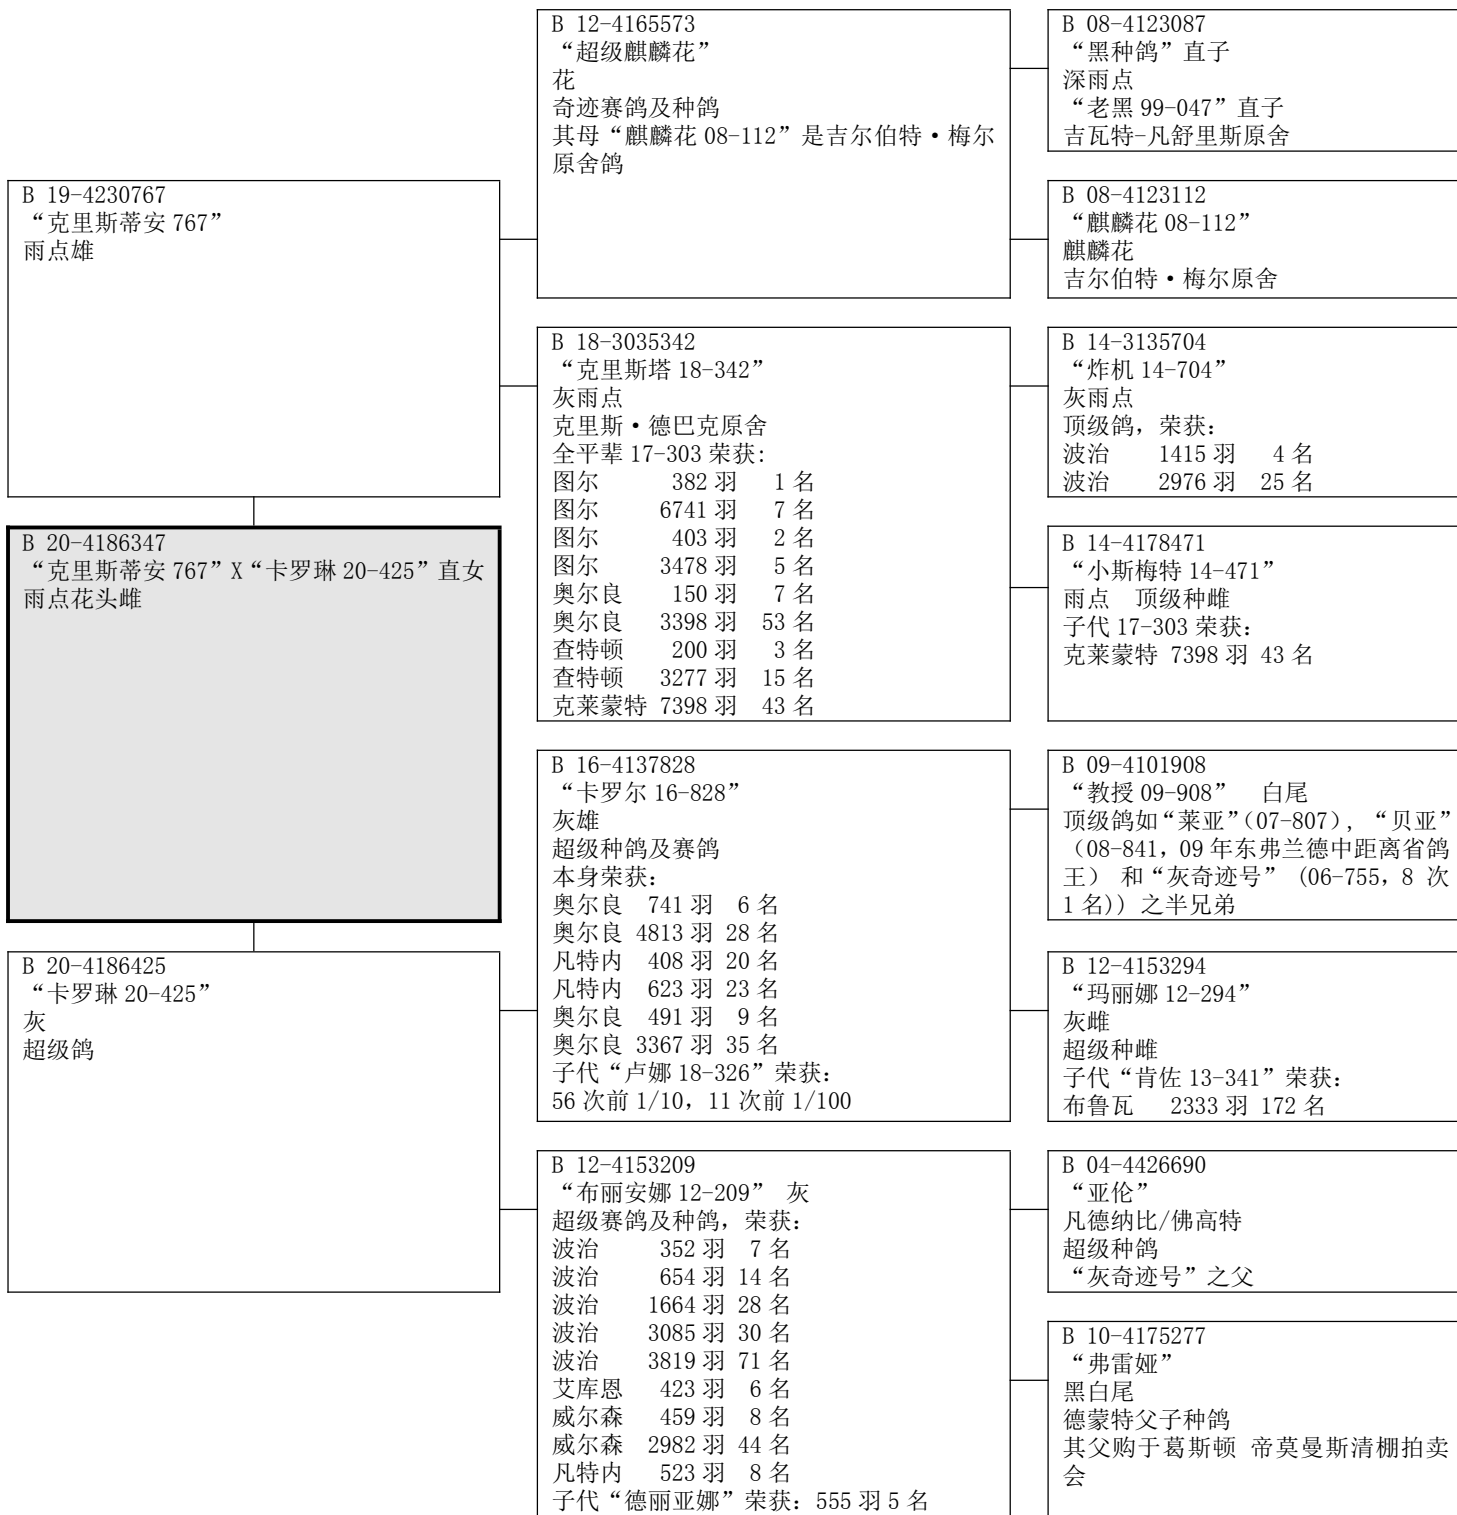 B 19-4230767
“克里斯蒂安 767”
雨点雄
B 20-4186347
“克里斯蒂安 767”X“卡罗琳 20-425”直女
雨点花头雌
B 20-4186425
“卡罗琳 20-425”
灰
超级鸽
B 12-4165573
“超级麒麟花”
花
奇迹赛鸽及种鸽
其母“麒麟花 08-112”是吉尔伯特·梅尔
原舍鸽
B 18-3035342
“克里斯塔 18-342”
灰雨点
克里斯·德巴克原舍
全平辈 17-303 荣获:
图尔 382 羽 1 名
图尔 6741 羽 7 名
图尔 403 羽 2 名
图尔 3478 羽 5 名
奥尔良 150 羽 7 名
奥尔良 3398 羽 53 名
查特顿 200 羽 3 名
查特顿 3277 羽 15 名
克莱蒙特 7398 羽 43 名
B 16-4137828
“卡罗尔 16-828”
灰雄
超级种鸽及赛鸽
本身荣获：
奥尔良 741 羽 6 名
奥尔良 4813 羽 28 名
凡特内 408 羽 20 名
凡特内 623 羽 23 名
奥尔良 491 羽 9 名
奥尔良 3367 羽 35 名
子代“卢娜 18-326”荣获：
56 次前 1/10，11 次前 1/100
B 12-4153209
“布丽安娜 12-209” 灰
超级赛鸽及种鸽，荣获：
波治 352 羽 7 名
波治 654 羽 14 名
波治 1664 羽 28 名
波治 3085 羽 30 名
波治 3819 羽 71 名
艾库恩 423 羽 6 名
威尔森 459 羽 8 名
威尔森 2982 羽 44 名
凡特内 523 羽 8 名
子代“德丽亚娜”荣获：555 羽 5 名
B 08-4123087
“黑种鸽”直子
深雨点
“老黑 99-047”直子
吉瓦特-凡舒里斯原舍
B 08-4123112
“麒麟花 08-112”
麒麟花
吉尔伯特·梅尔原舍
B 14-3135704
“炸机 14-704”
灰雨点
顶级鸽，荣获：
波治 1415 羽 4 名
波治 2976 羽 25 名
B 14-4178471
“小斯梅特 14-471”
雨点 顶级种雌
子代 17-303 荣获：
克莱蒙特 7398 羽 43 名
B 09-4101908
“教授 09-908” 白尾
顶级鸽如“莱亚”（07-807），“贝亚”
（08-841，09 年东弗兰德中距离省鸽
王） 和“灰奇迹号” (06-755，8 次
1 名)) 之半兄弟
B 12-4153294
“玛丽娜 12-294”
灰雌
超级种雌
子代“肯佐 13-341”荣获：
布鲁瓦 2333 羽 172 名
B 04-4426690
“亚伦”
凡德纳比/佛高特
超级种鸽
“灰奇迹号”之父
B 10-4175277
“弗雷娅”
黑白尾
德蒙特父子种鸽
其父购于葛斯顿 帝莫曼斯清棚拍卖
会